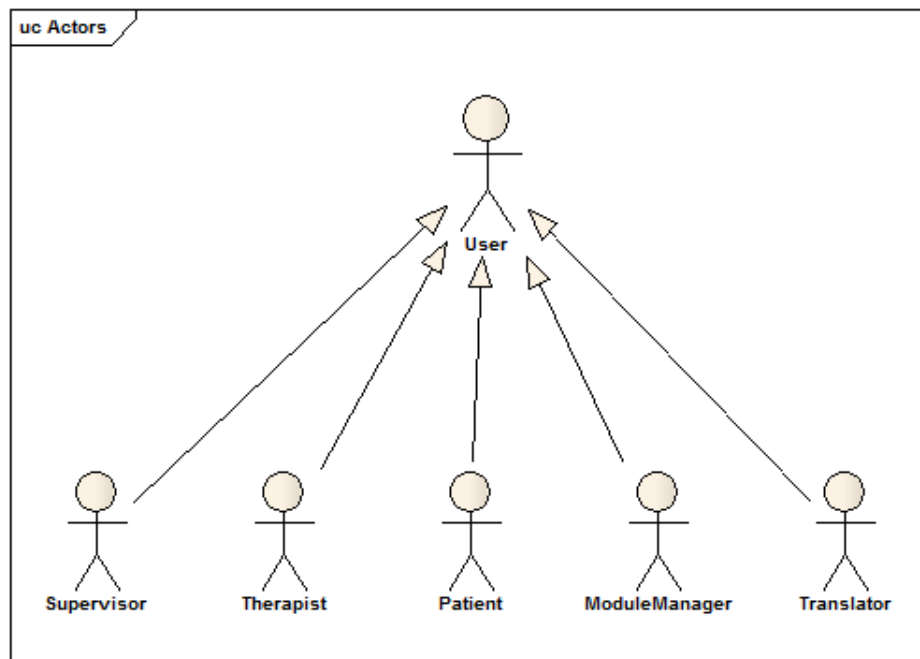 uc Actors
User
Supervisor
Therapist
Patient
ModuleManager
Translator